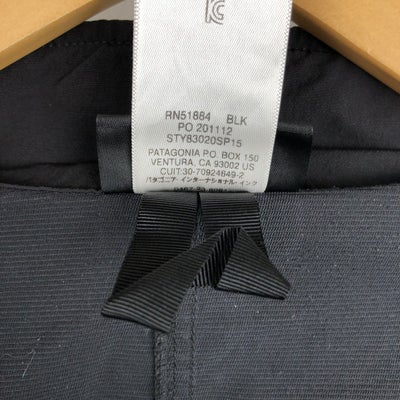 RN51884 BLK
PO 201112
STY83020SP15
PATAGONIA P.O. BOX 150
VENTURA, CA 93002 US
CUIT:30-70924649-2
パタゴニア・インターナショナル・インク